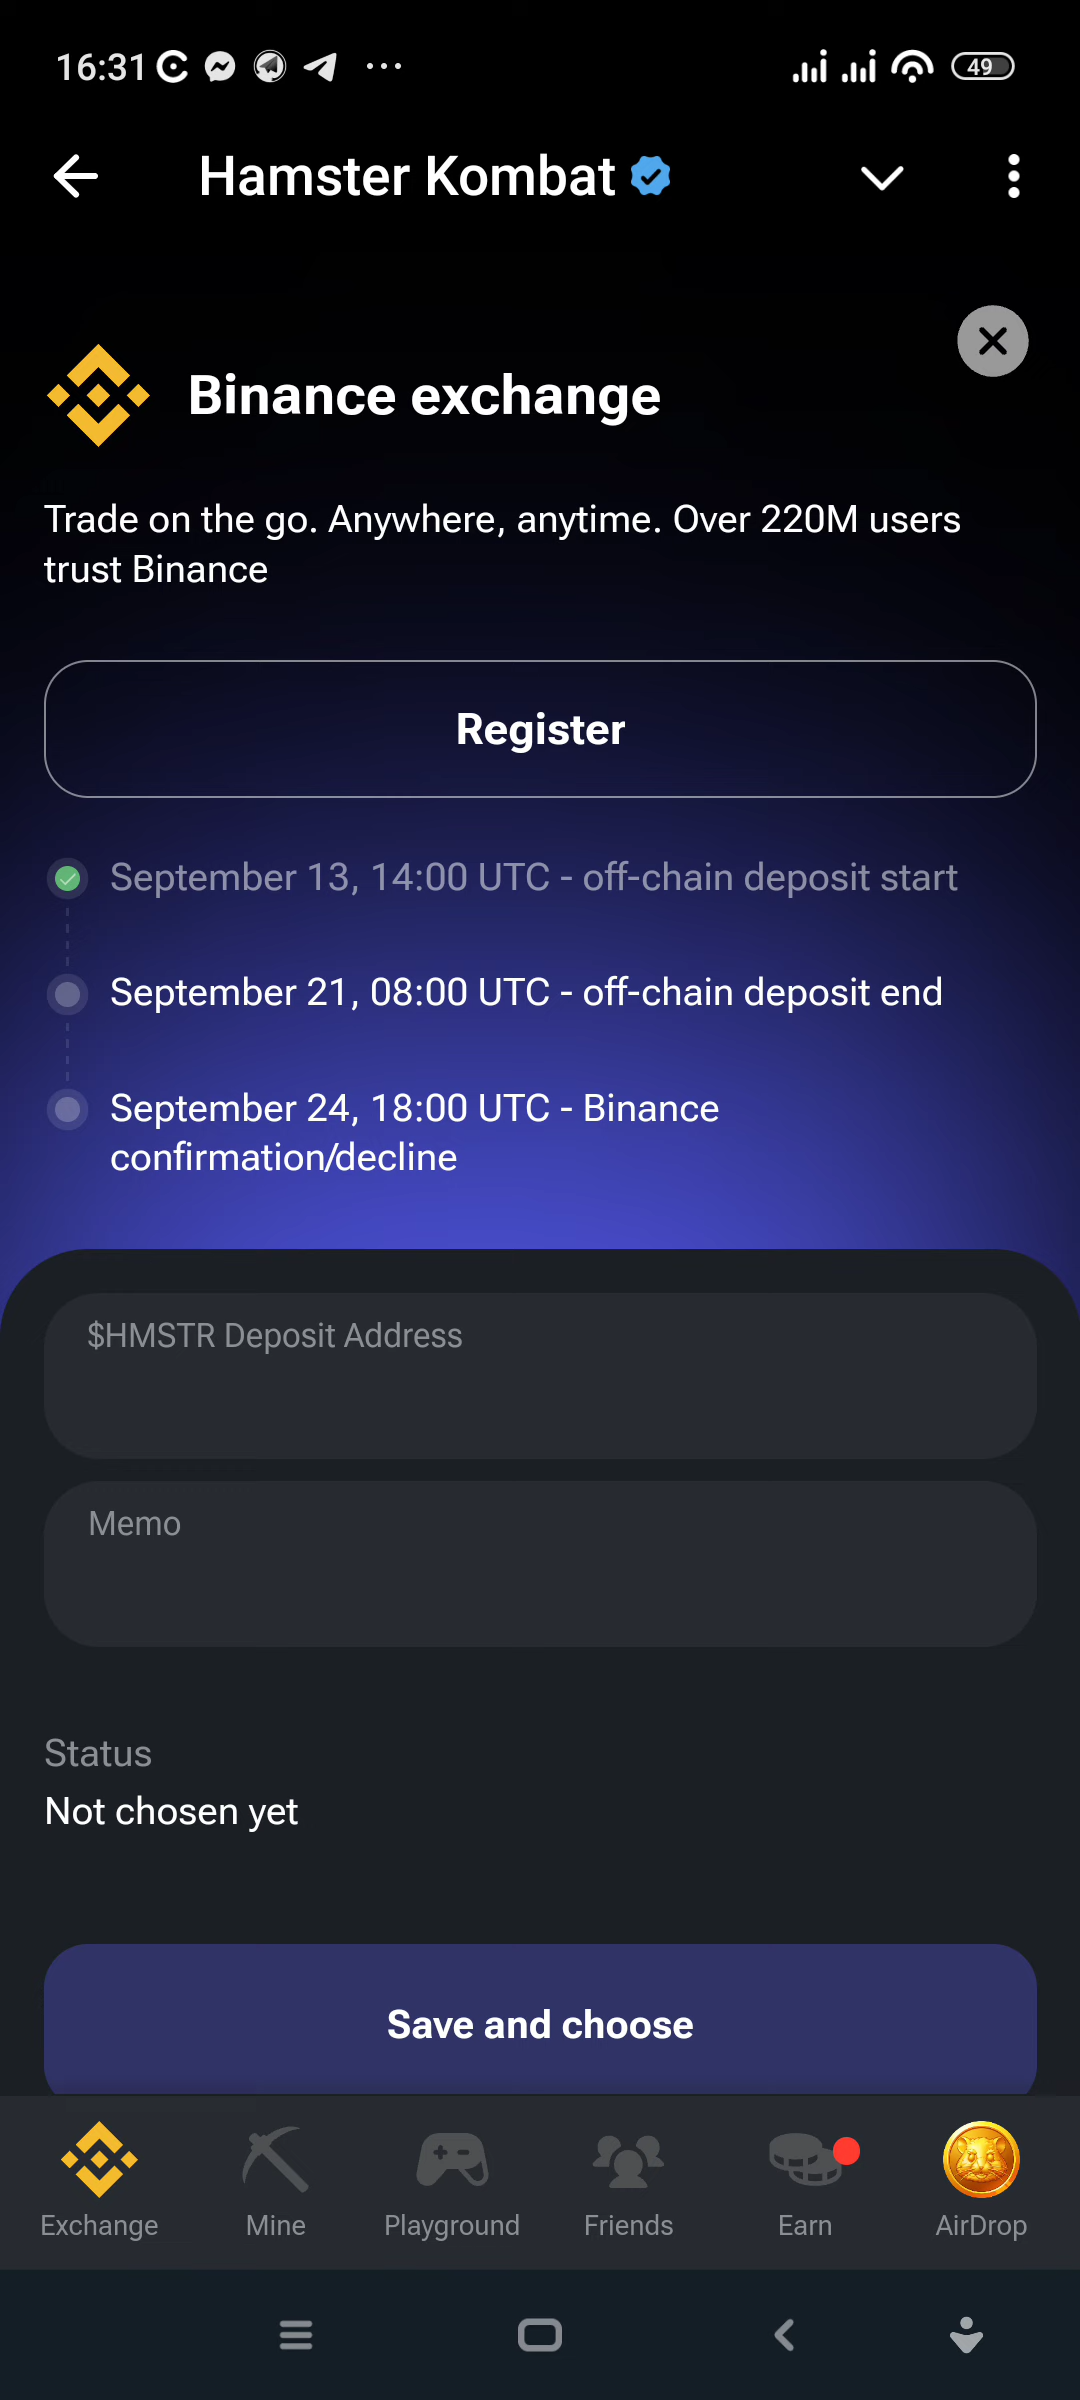 16:31
49
Hamster Kombat
Binance exchange
Trade on the go. Anywhere, anytime. Over 220M users
trust Binance
Register
September 13, 14:00 UTC - off-chain deposit start
September 21, 08:00 UTC - off-chain deposit end
September 24, 18:00 UTC - Binance
confirmation/decline
$HMSTR Deposit Address
Memo
Status
Not chosen yet
Save and choose
Exchange
Mine
Playground
Friends
Earn
AirDrop